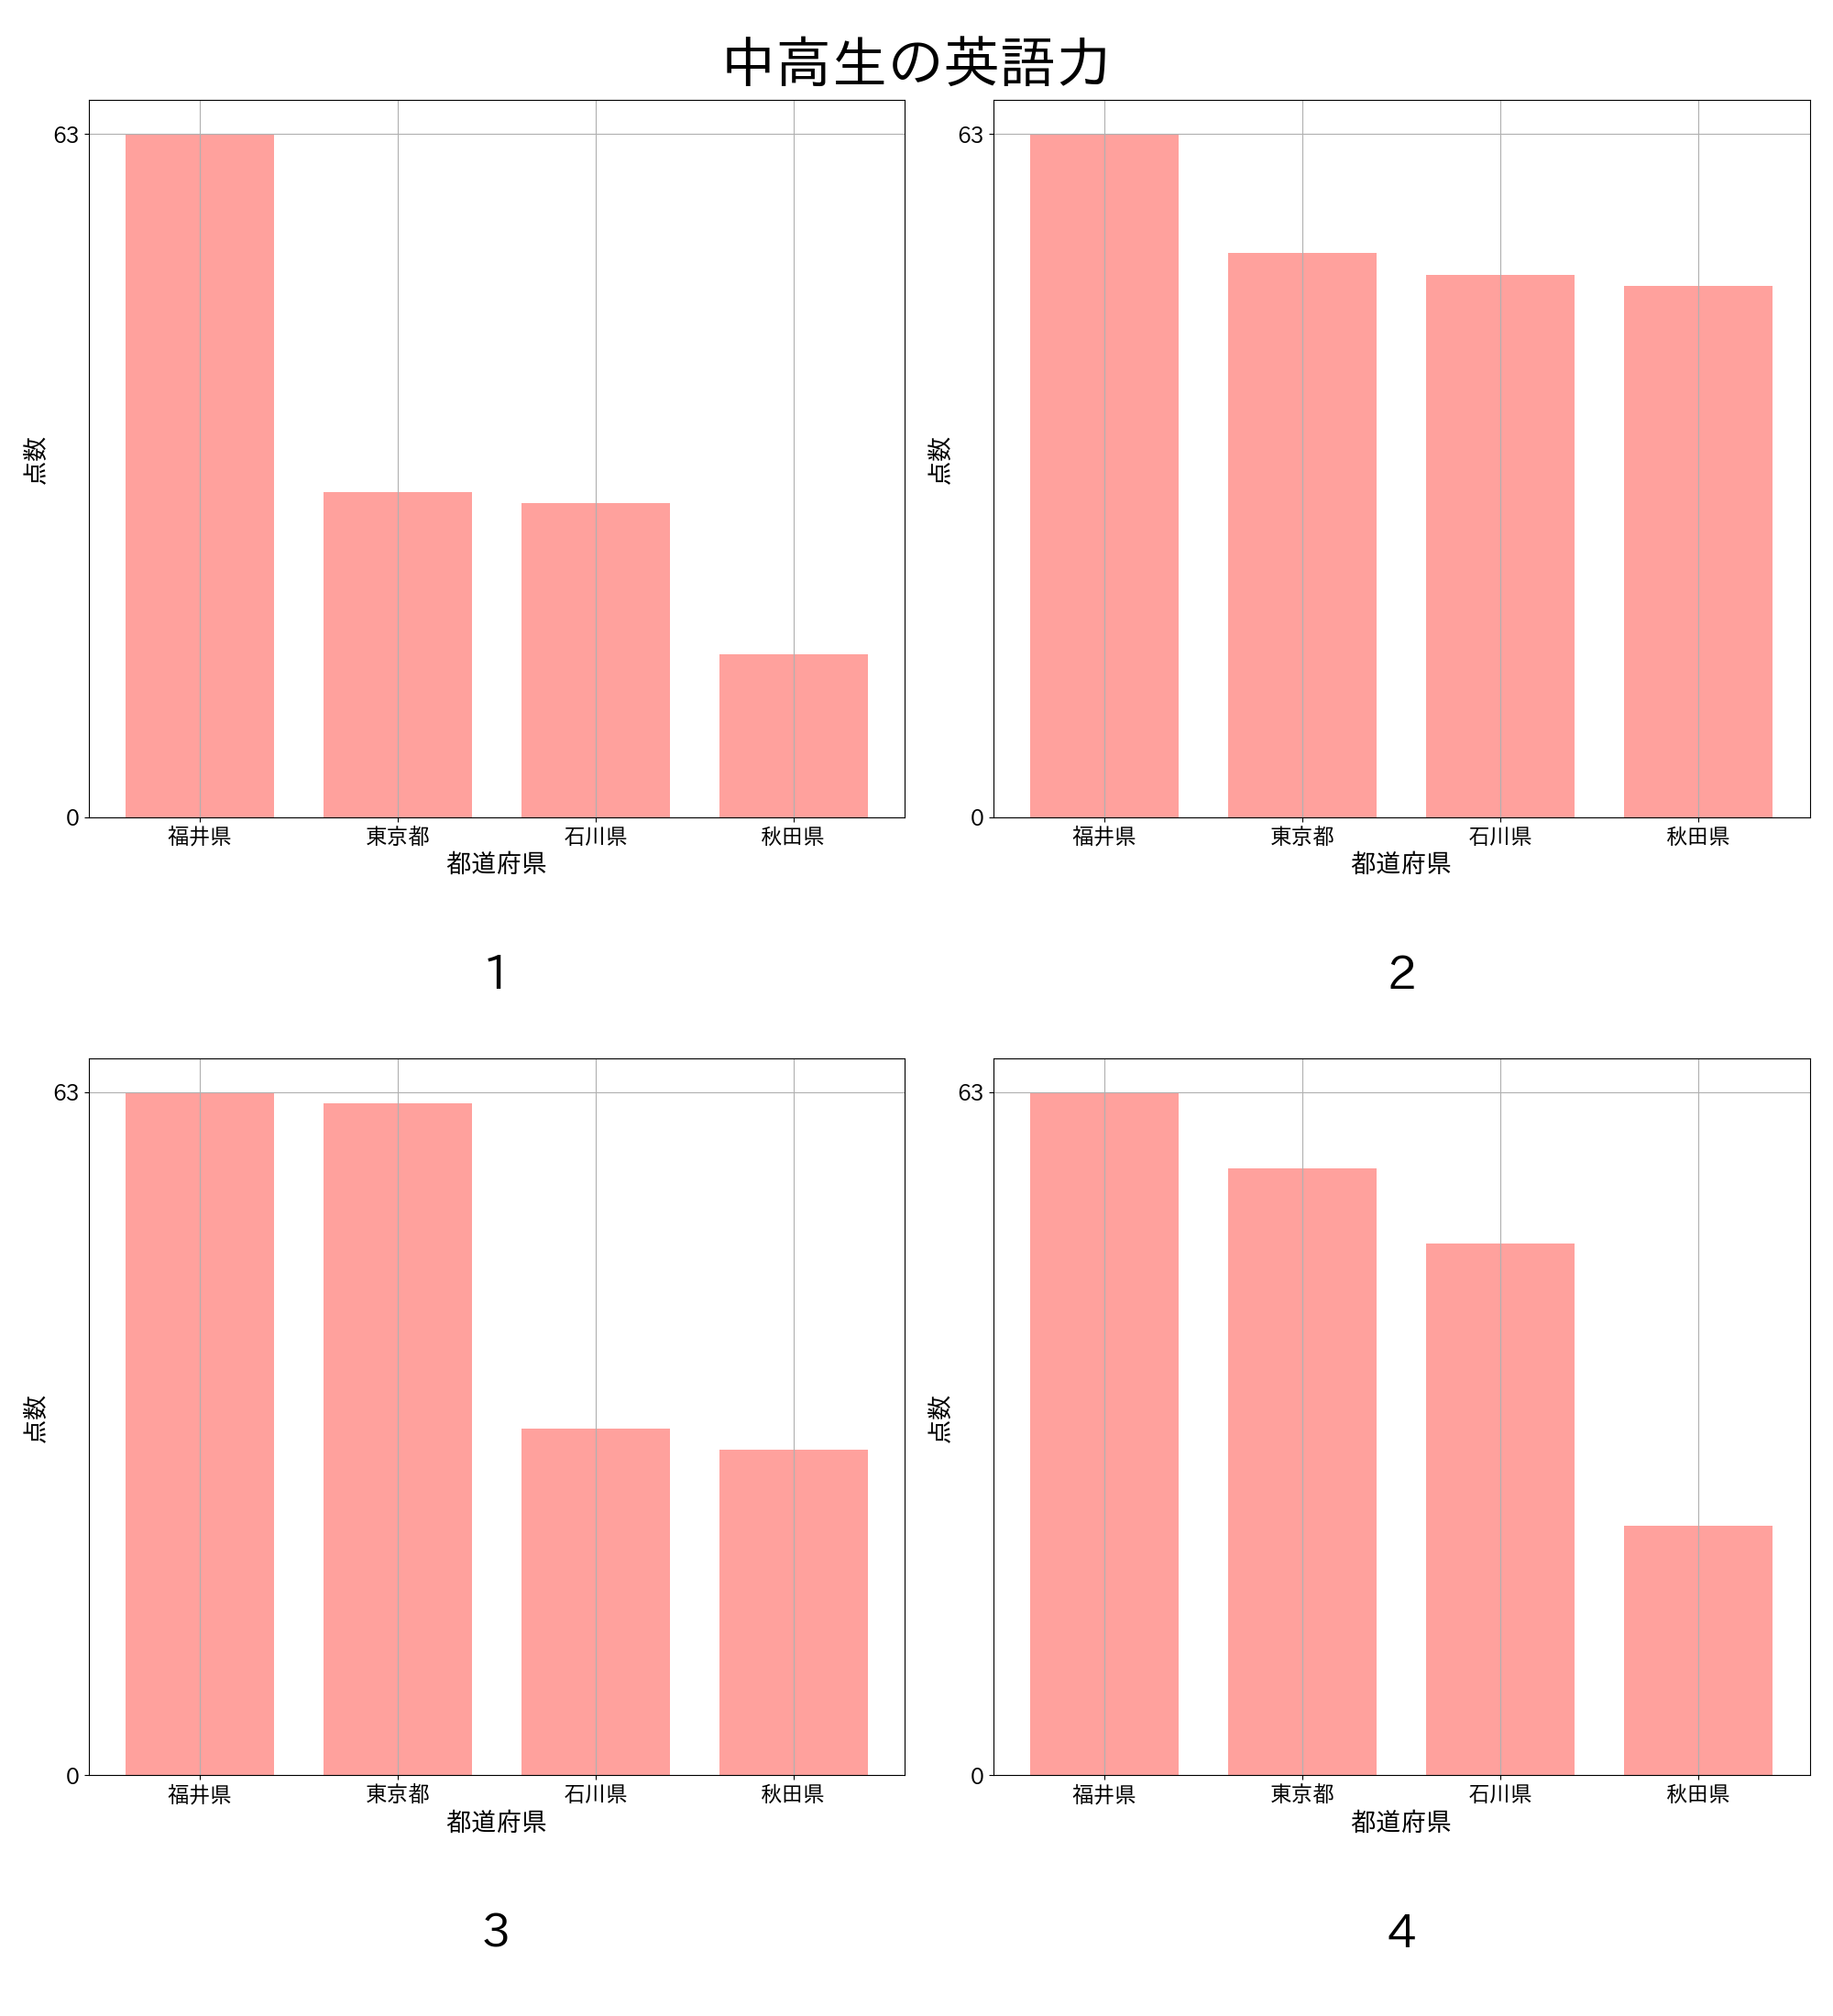 中高生の英語力
63
点数
0
福井県 東京都 石川県 秋田県
都道府県
1
63
点数
0
福井県 東京都 石川県 秋田県
都道府県
2
63
点数
0
福井県 東京都 石川県 秋田県
都道府県
3
63
点数
0
福井県 東京都 石川県 秋田県
都道府県
4